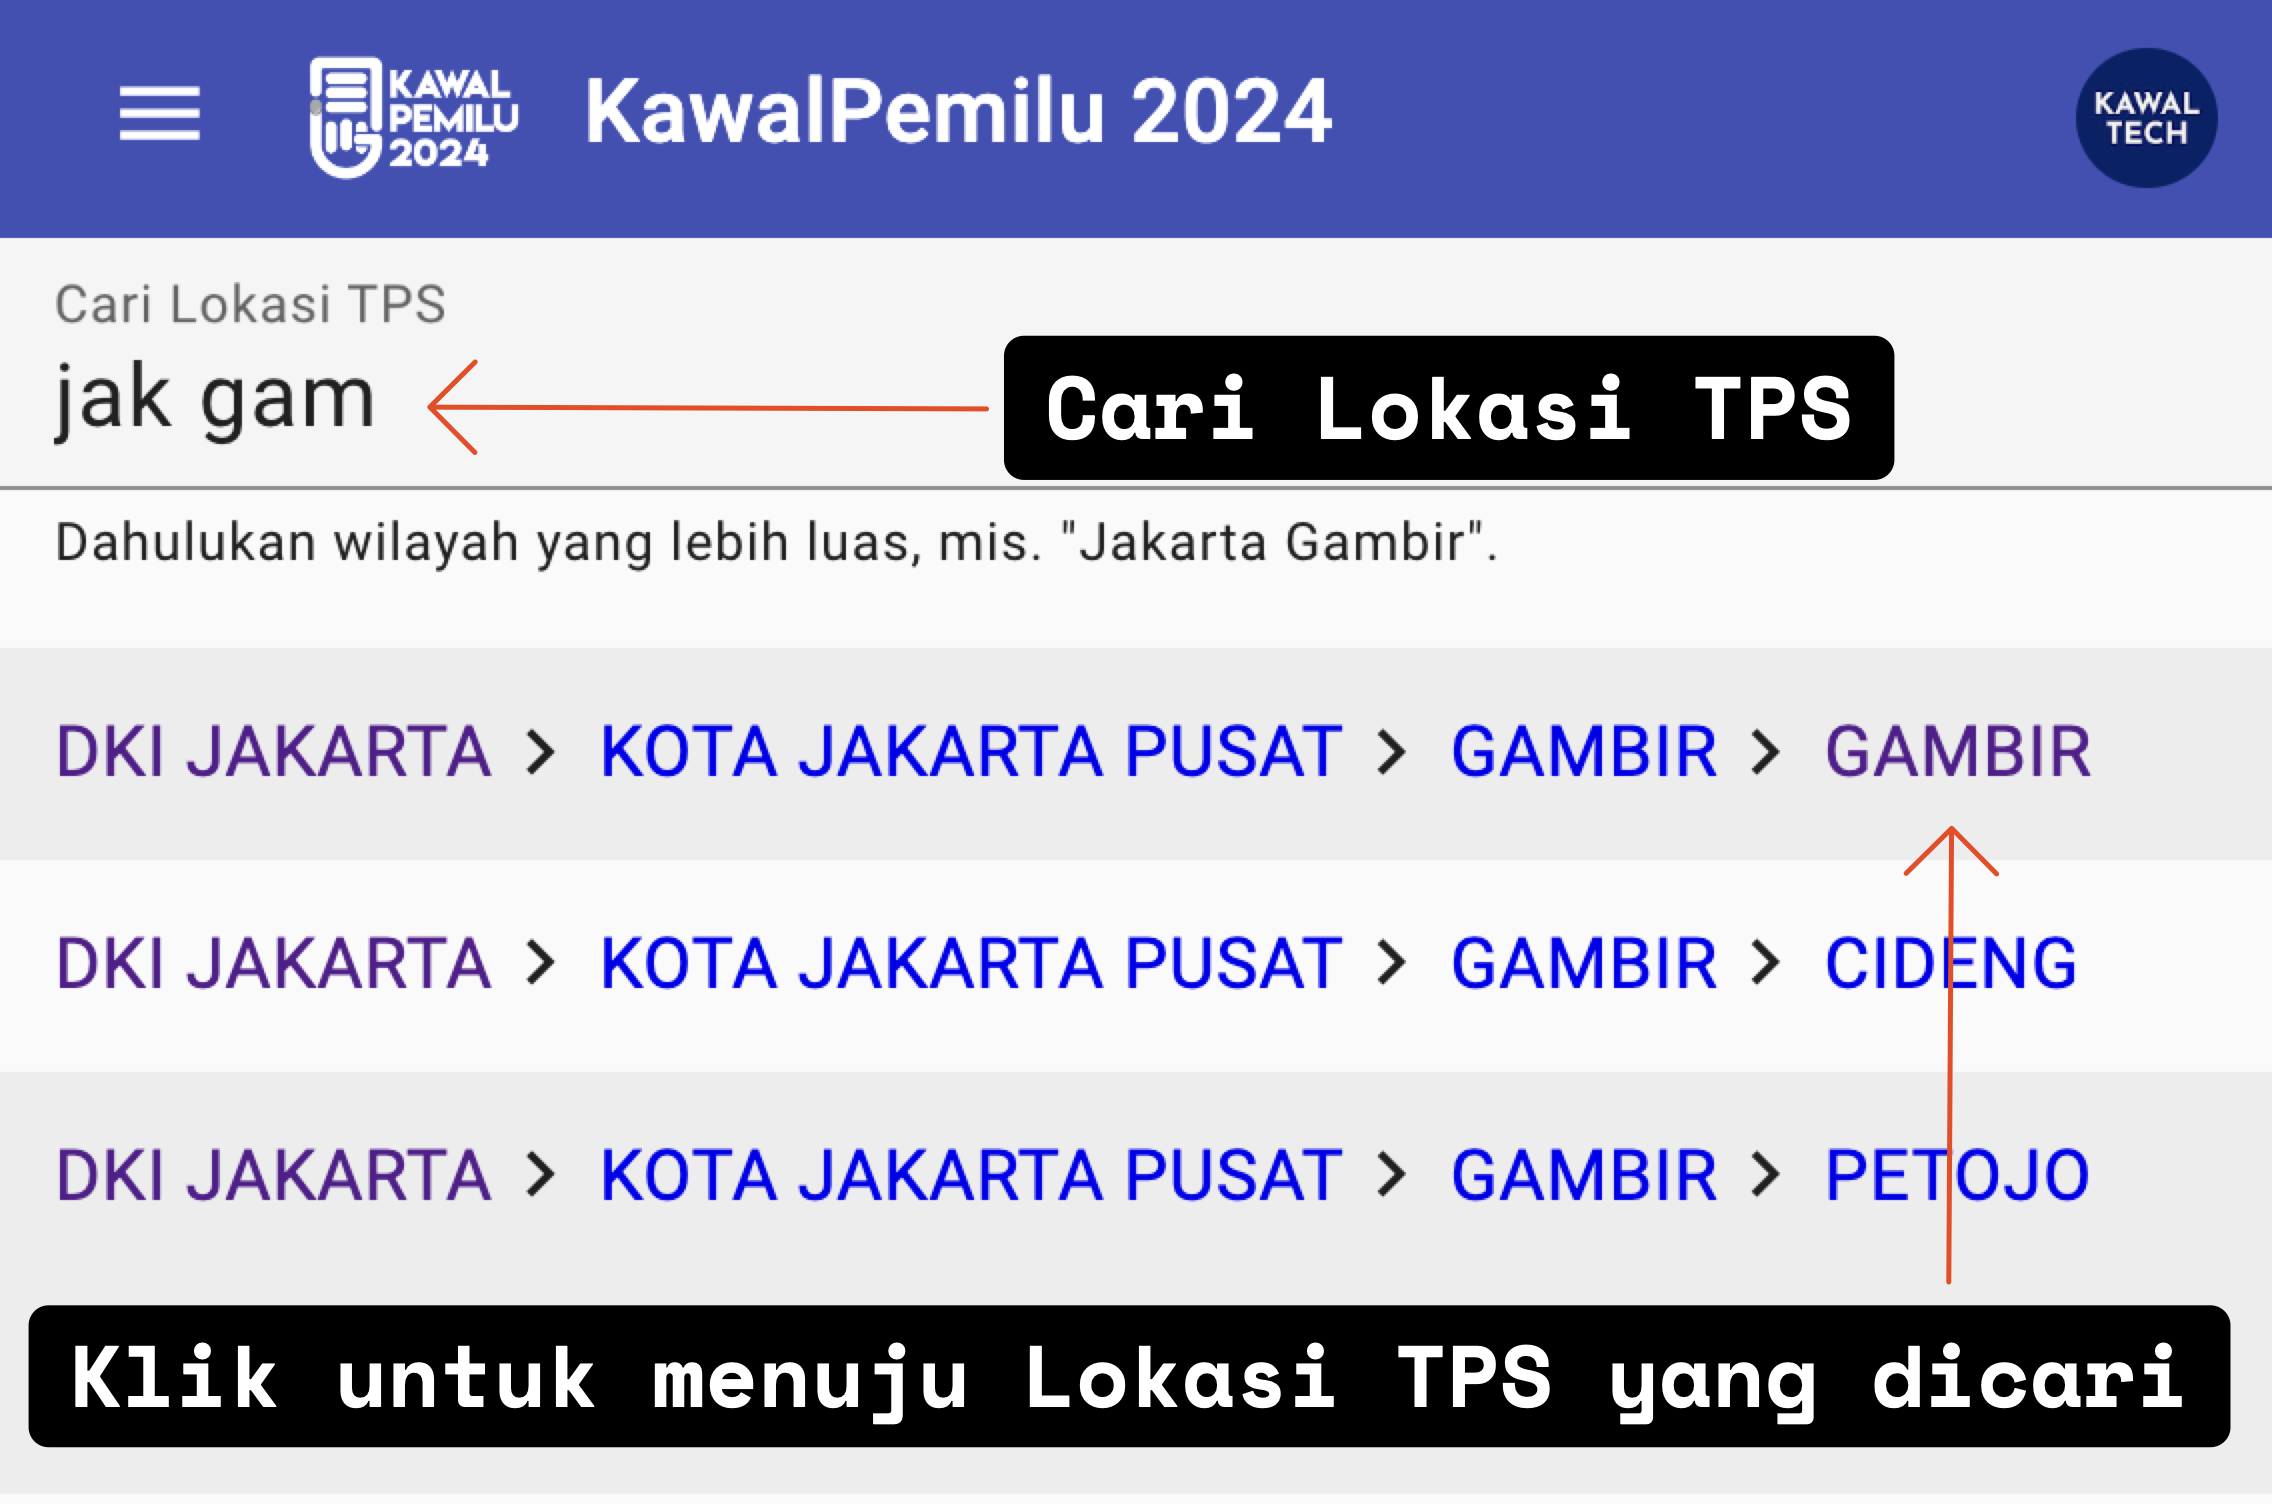 KAWAL
PEMILU
2024
KawalPemilu 2024
KAWAL
TECH
Cari Lokasi TPS
jak gam
Cari Lokasi TPS
Dahulukan wilayah yang lebih luas, mis. "Jakarta Gambir".
DKI JAKARTA > KOTA JAKARTA PUSAT > GAMBIR > GAMBIR
DKI JAKARTA > KOTA JAKARTA PUSAT > GAMBIR > CIDENG
DKI JAKARTA > KOTA JAKARTA PUSAT > GAMBIR > PETOJO
Klik untuk menuju Lokasi TPS yang dicari